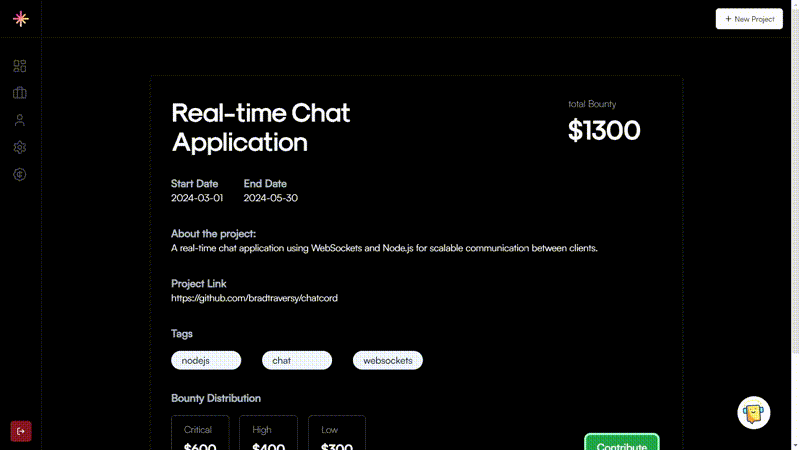 + New Project
Real-time Chat
Application
total Bounty
$1300
Start Date End Date
2024-03-01 2024-05-30
About the project:
A real-time chat application using WebSockets and Node.js for scalable communication between clients.
Project Link
https://github.com/bradtraversy/chatcord
Tags
nodejs chat websockets
Bounty Distribution
Critical High Low
$600 $400 $300
Contribute